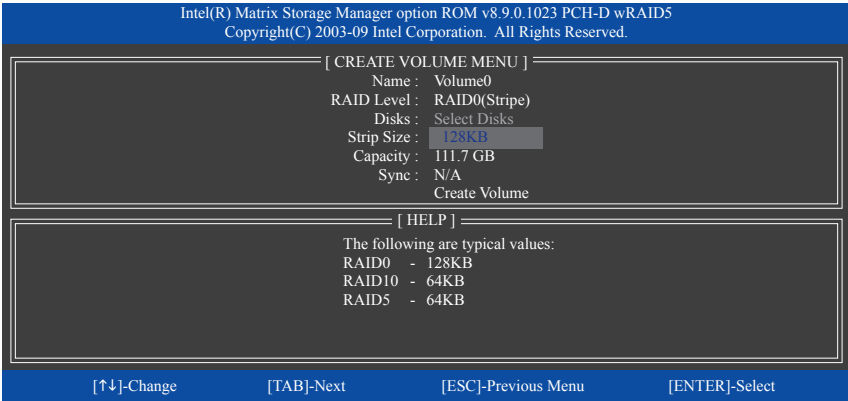 Intel(R) Matrix Storage Manager option ROM v8.9.0.1023 PCH-D wRAID5
Copyright(C) 2003-09 Intel Corporation.  All Rights Reserved.
[ CREATE VOLUME MENU ]
Name : Volume0
RAID Level : RAID0(Stripe)
Disks : Select Disks
Strip Size : 128KB
Capacity : 111.7 GB
Sync : N/A
Create Volume
[ HELP ]
The following are typical values:
RAID0 - 128KB
RAID10 - 64KB
RAID5 - 64KB
[↑↓]-Change [TAB]-Next [ESC]-Previous Menu [ENTER]-Select